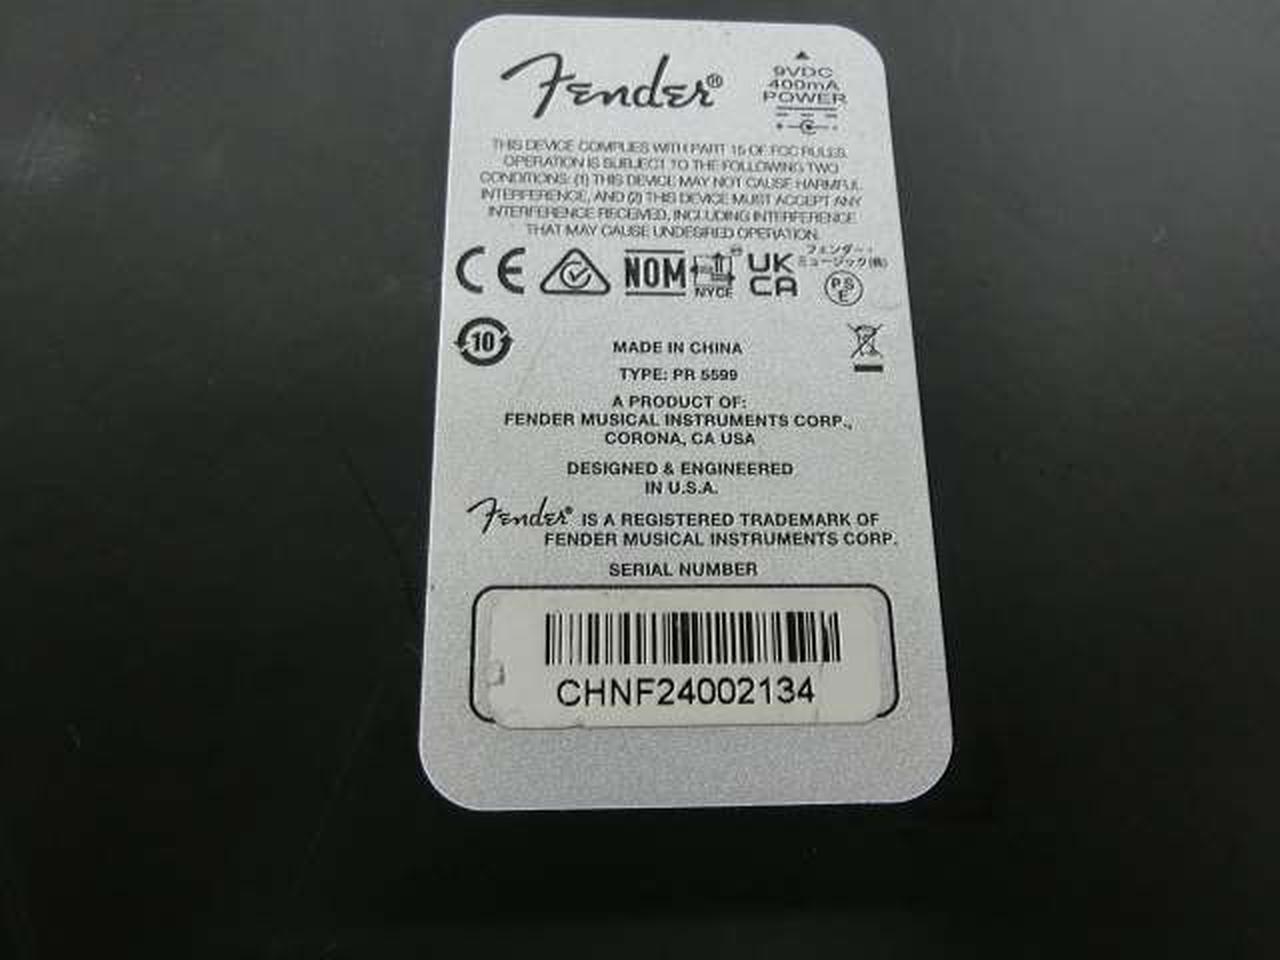 Fender®
9VDC
400mA
POWER
THIS DEVICE COMPLIES WITH PART 15 OF FCC RULES.
OPERATION IS SUBJECT TO THE FOLLOWING TWO
CONDITIONS: (1) THIS DEVICE MAY NOT CAUSE HARMFUL
INTERFERENCE, AND (2) THIS DEVICE MUST ACCEPT ANY
INTERFERENCE RECEIVED, INCLUDING INTERFERENCE
THAT MAY CAUSE UNDESIRED OPERATION.
CE
NOM
NYCE
UK
CA
フェンダー・
ミュージック(株)
PS
E
10
MADE IN CHINA
TYPE: PR 5599
A PRODUCT OF:
FENDER MUSICAL INSTRUMENTS CORP.,
CORONA, CA USA
DESIGNED & ENGINEERED
IN U.S.A.
Fender® IS A REGISTERED TRADEMARK OF
FENDER MUSICAL INSTRUMENTS CORP.
SERIAL NUMBER
CHNF24002134